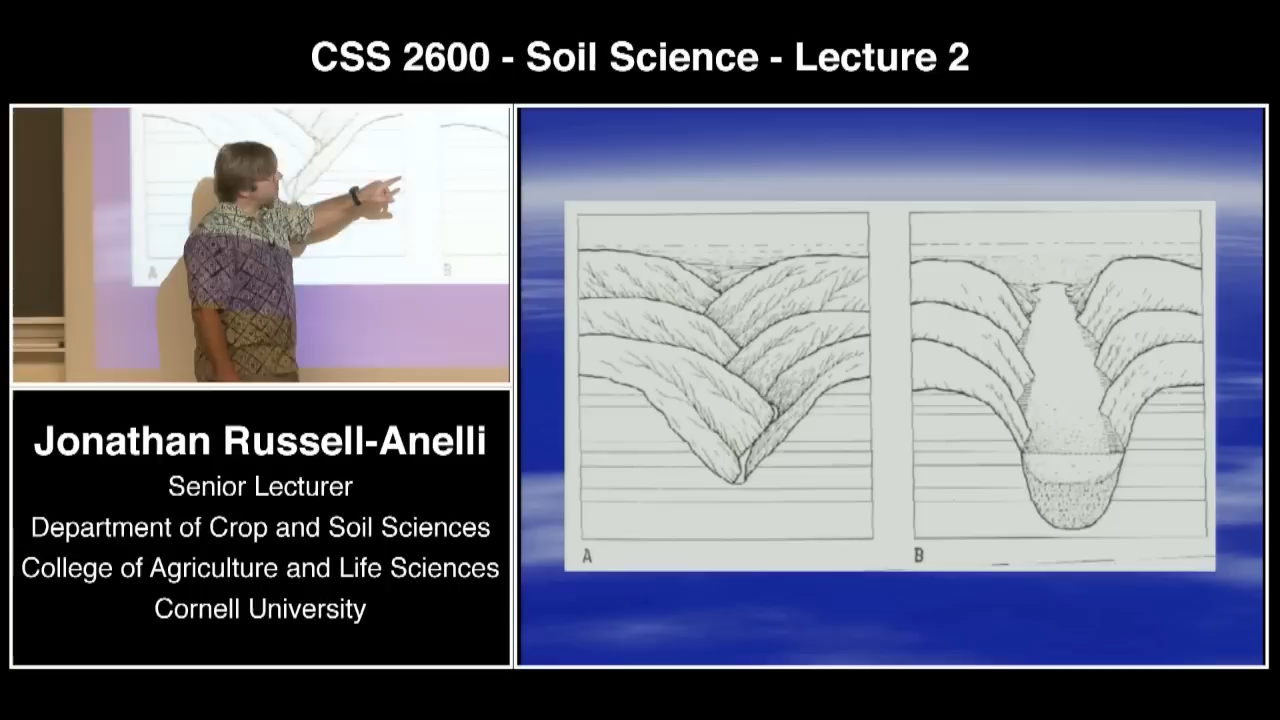 CSS 2600 - Soil Science - Lecture 2
A
B
Jonathan Russell-Anelli
Senior Lecturer
Department of Crop and Soil Sciences
College of Agriculture and Life Sciences
Cornell University
A
B